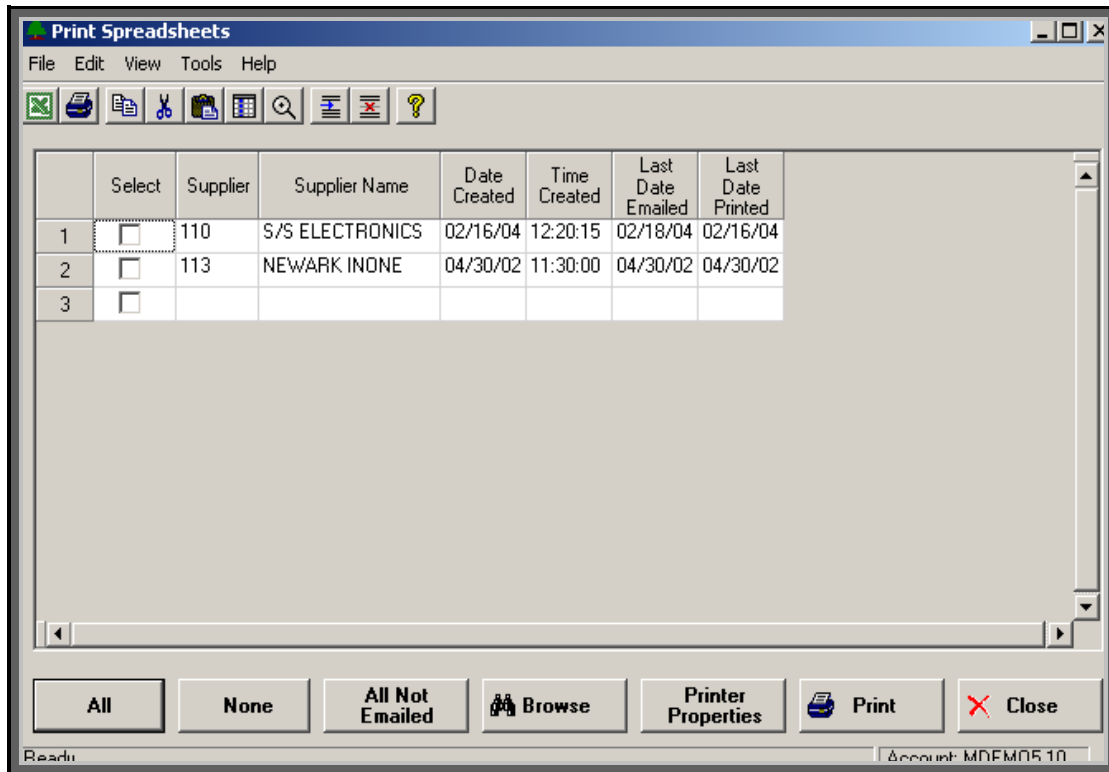 Print Spreadsheets
File Edit View Tools Help
Select Supplier Supplier Name Date Created Time Created Last Date Emailed Last Date Printed
1 110 S/S ELECTRONICS 02/16/04 12:20:15 02/18/04 02/16/04
2 113 NEWARK INONE 04/30/02 11:30:00 04/30/02 04/30/02
3
All None All Not Emailed Browse Printer Properties Print Close
Ready Account: MDEMO5.10